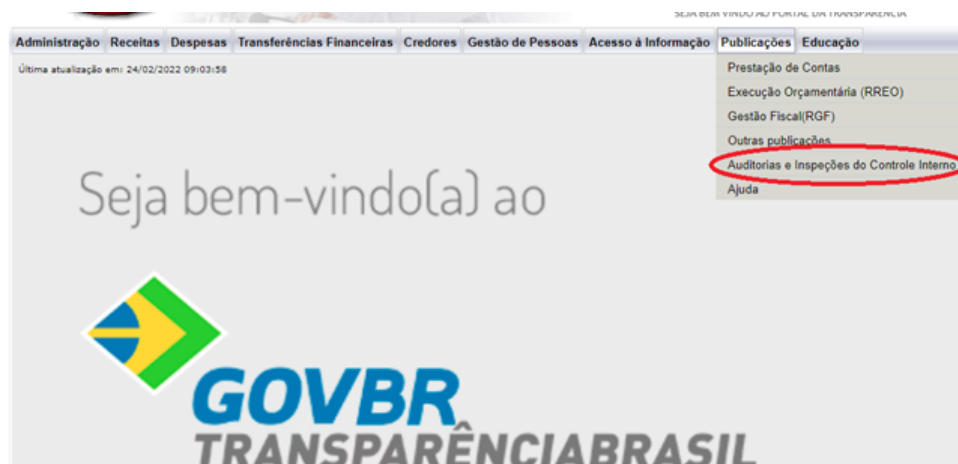 SEJA BEM VINDO AO PORTAL DA TRANSPARÊNCIA
Administração Receitas Despesas Transferências Financeiras Credores Gestão de Pessoas Acesso à Informação Publicações Educação
Última atualização em: 24/02/2022 09:03:58
Prestação de Contas
Execução Orçamentária (RREO)
Gestão Fiscal(RGF)
Outras publicações
Auditorias e Inspeções do Controle Interno
Ajuda
Seja bem-vindo(a) ao
GOVBR
TRANSPARÊNCIABRASIL